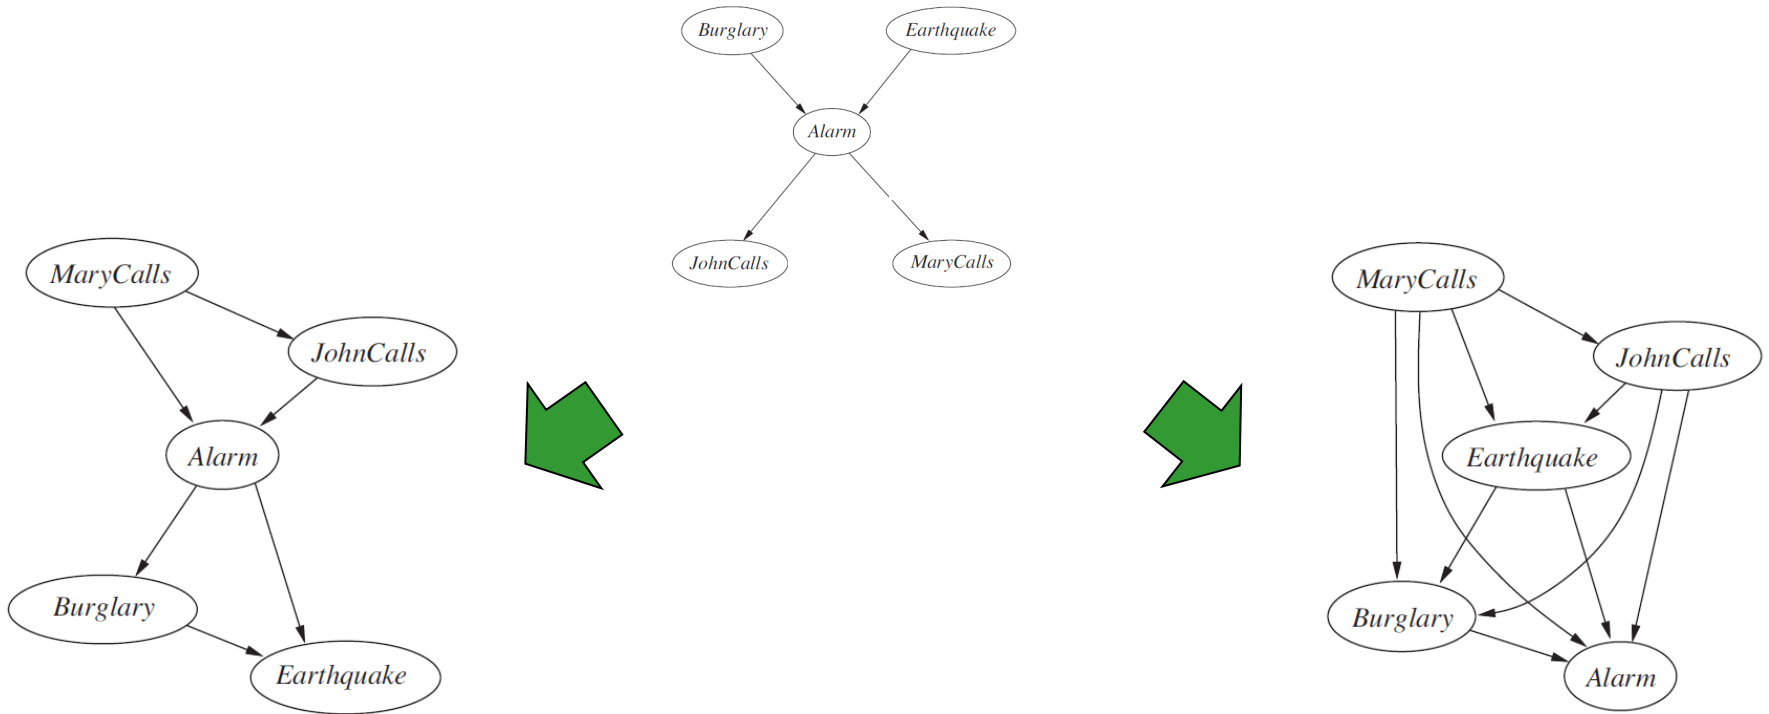 Burglary
Earthquake
Alarm
JohnCalls
MaryCalls
MaryCalls
JohnCalls
Alarm
Burglary
Earthquake
MaryCalls
JohnCalls
Earthquake
Burglary
Alarm